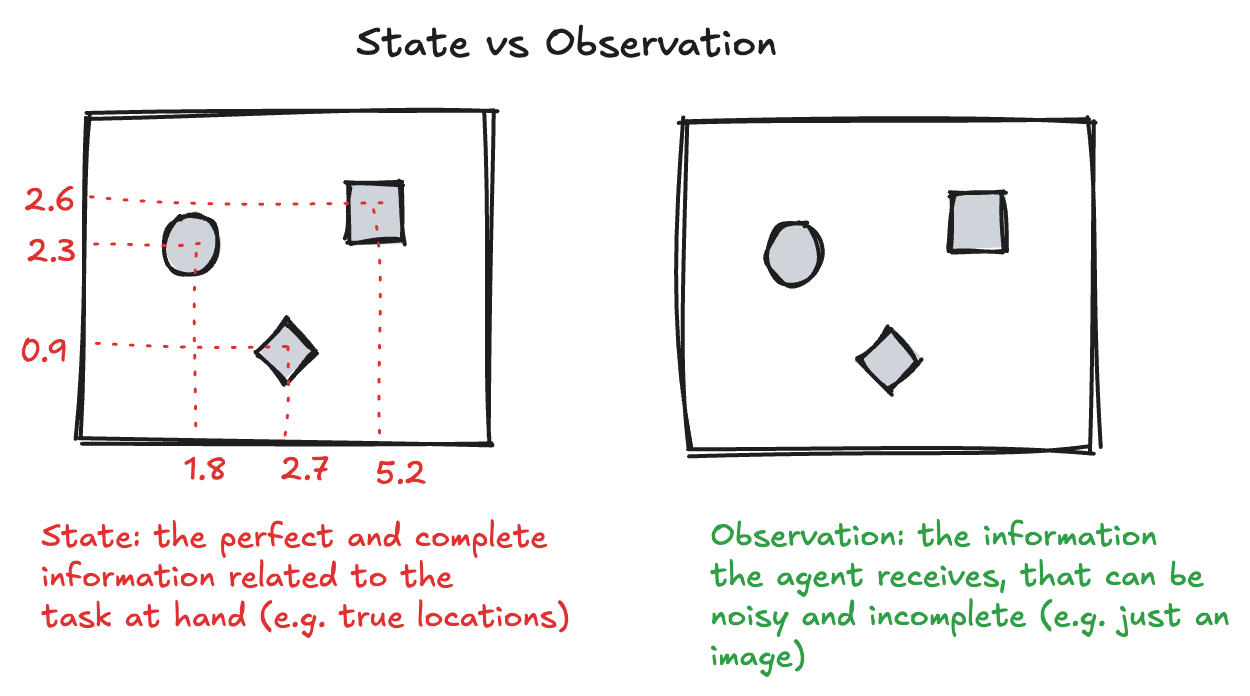 State vs Observation
2.6
2.3
0.9
1.8 2.7 5.2
State: the perfect and complete
information related to the
task at hand (e.g. true locations)
Observation: the information
the agent receives, that can be
noisy and incomplete (e.g. just an
image)